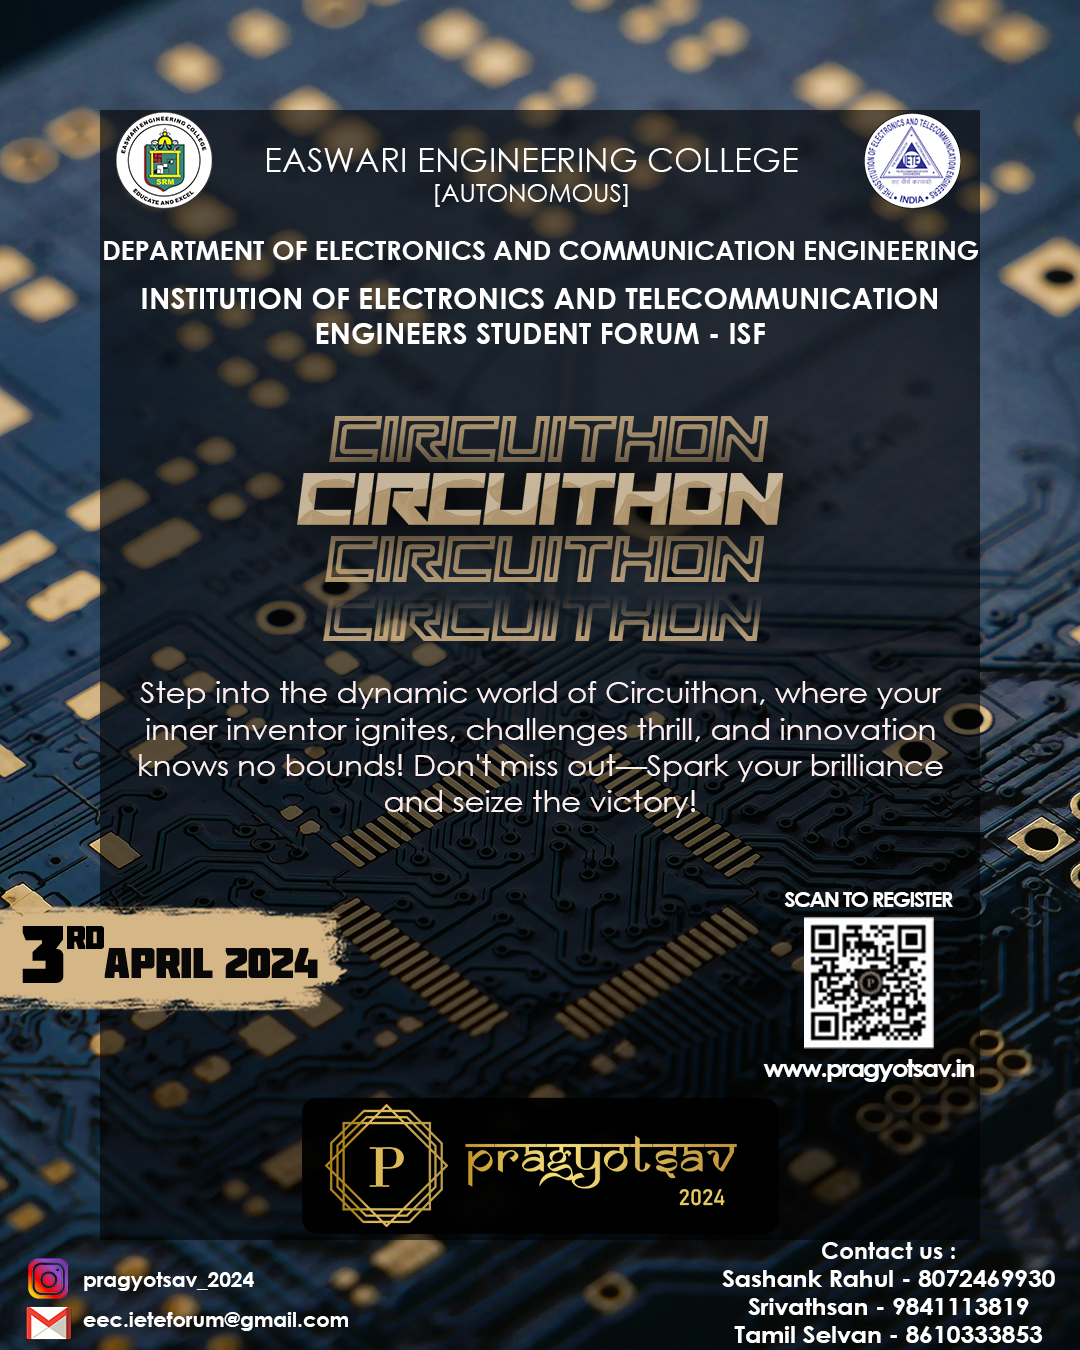 EASWARI ENGINEERING COLLEGE
[AUTONOMOUS]
EASWARI ENGINEERING COLLEGE
SRM
EDUCATE AND EXCEL
THE INSTITUTION OF ELECTRONICS AND TELECOMMUNICATION ENGINEERS
IETE
• INDIA •
DEPARTMENT OF ELECTRONICS AND COMMUNICATION ENGINEERING
INSTITUTION OF ELECTRONICS AND TELECOMMUNICATION
ENGINEERS STUDENT FORUM - ISF
CIRCUITHON
CIRCUITHON
CIRCUITHON
CIRCUITHON
Step into the dynamic world of Circuithon, where your
inner inventor ignites, challenges thrill, and innovation
knows no bounds! Don't miss out—Spark your brilliance
and seize the victory!
3RD APRIL 2024
SCAN TO REGISTER
P
www.pragyotsav.in
P
pragyotsav
2024
pragyotsav_2024
eec.ieteforum@gmail.com
Contact us :
Sashank Rahul - 8072469930
Srivathsan - 9841113819
Tamil Selvan - 8610333853